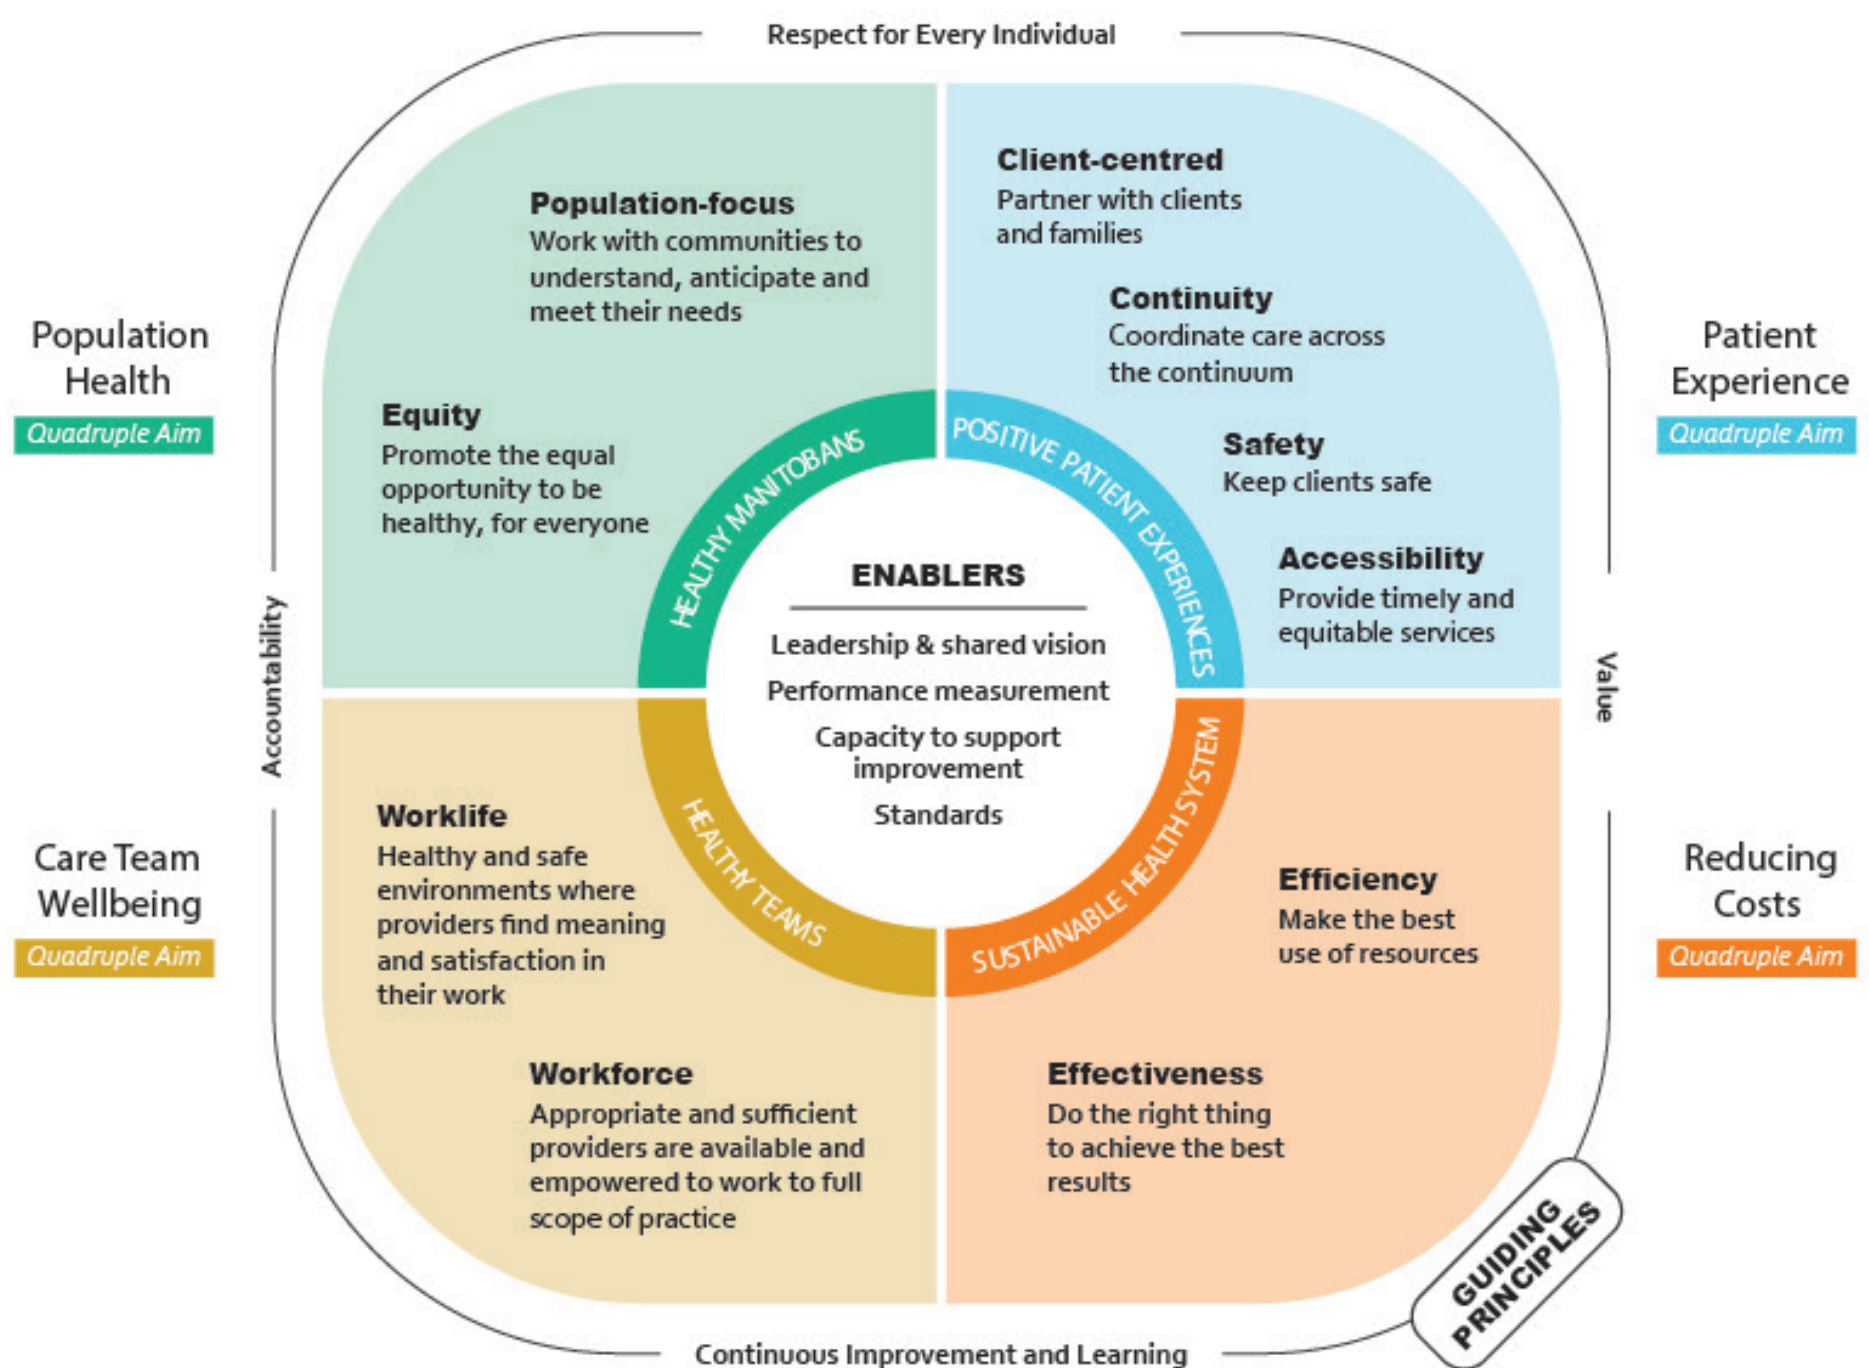 Respect for Every Individual
Population
Health
Quadruple Aim
Population-focus
Work with communities to
understand, anticipate and
meet their needs
Equity
Promote the equal
opportunity to be
healthy, for everyone
HEALTHY MANITOBANS
Client-centred
Partner with clients
and families
Continuity
Coordinate care across
the continuum
Safety
Keep clients safe
Accessibility
Provide timely and
equitable services
POSITIVE PATIENT EXPERIENCES
Patient
Experience
Quadruple Aim
ENABLERS
Leadership & shared vision
Performance measurement
Capacity to support
improvement
Standards
Accountability
Value
Care Team
Wellbeing
Quadruple Aim
Worklife
Healthy and safe
environments where
providers find meaning
and satisfaction in
their work
Workforce
Appropriate and sufficient
providers are available and
empowered to work to full
scope of practice
HEALTHY TEAMS
SUSTAINABLE HEALTH SYSTEM
Efficiency
Make the best
use of resources
Effectiveness
Do the right thing
to achieve the best
results
Reducing
Costs
Quadruple Aim
GUIDING
PRINCIPLES
Continuous Improvement and Learning